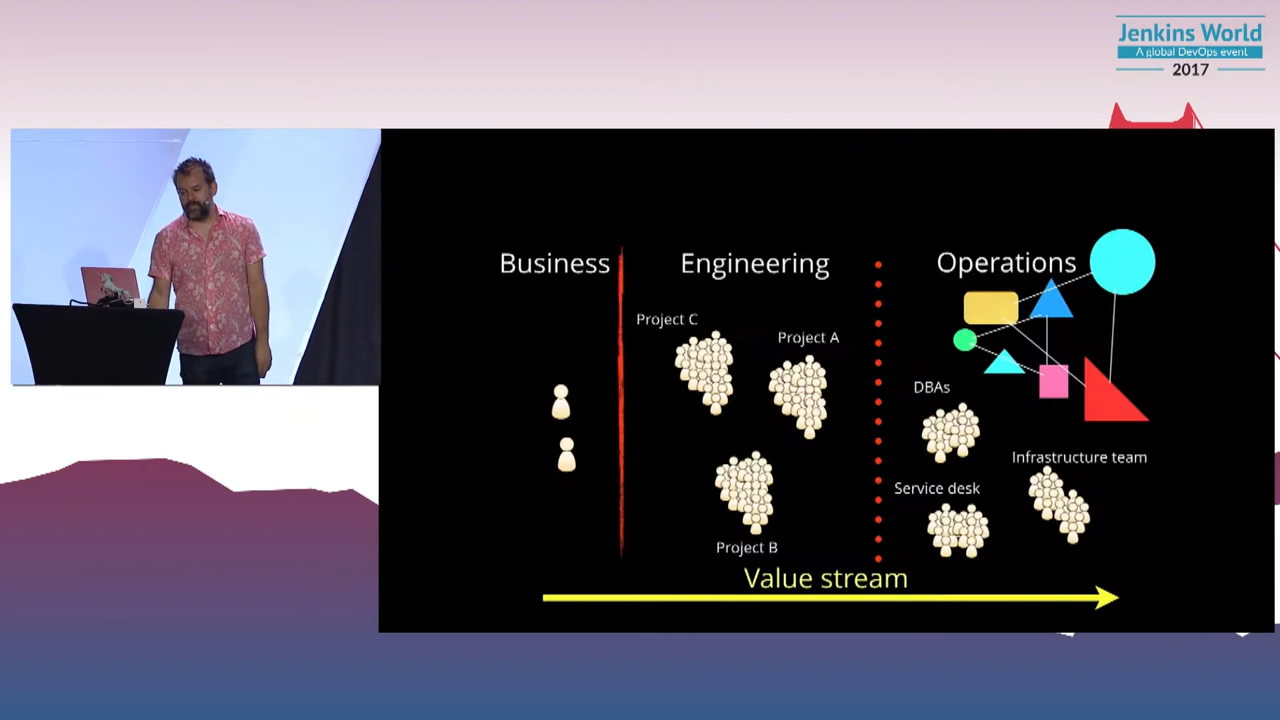 Jenkins World
A global DevOps event
2017
Business
Engineering
Operations
Project C
Project A
Project B
DBAs
Infrastructure team
Service desk
Value stream